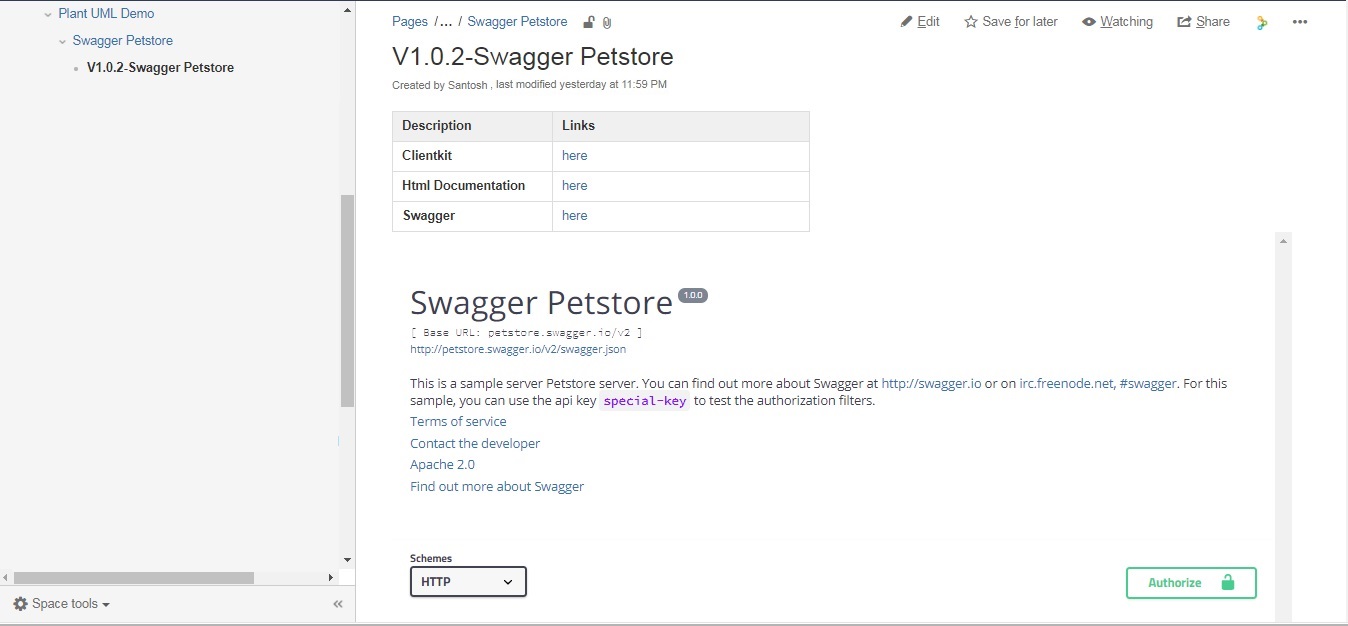 Plant UML Demo
Swagger Petstore
V1.0.2-Swagger Petstore
Space tools
«
Pages /... / Swagger Petstore
Edit Save for later Watching Share •••
V1.0.2-Swagger Petstore
Created by Santosh , last modified yesterday at 11:59 PM
Description Links
Clientkit here
Html Documentation here
Swagger here
Swagger Petstore 1.0.0
[ Base URL: petstore.swagger.io/v2 ]
http://petstore.swagger.io/v2/swagger.json
This is a sample server Petstore server. You can find out more about Swagger at http://swagger.io or on irc.freenode.net, #swagger. For this
sample, you can use the api key special-key to test the authorization filters.
Terms of service
Contact the developer
Apache 2.0
Find out more about Swagger
Schemes
HTTP
Authorize